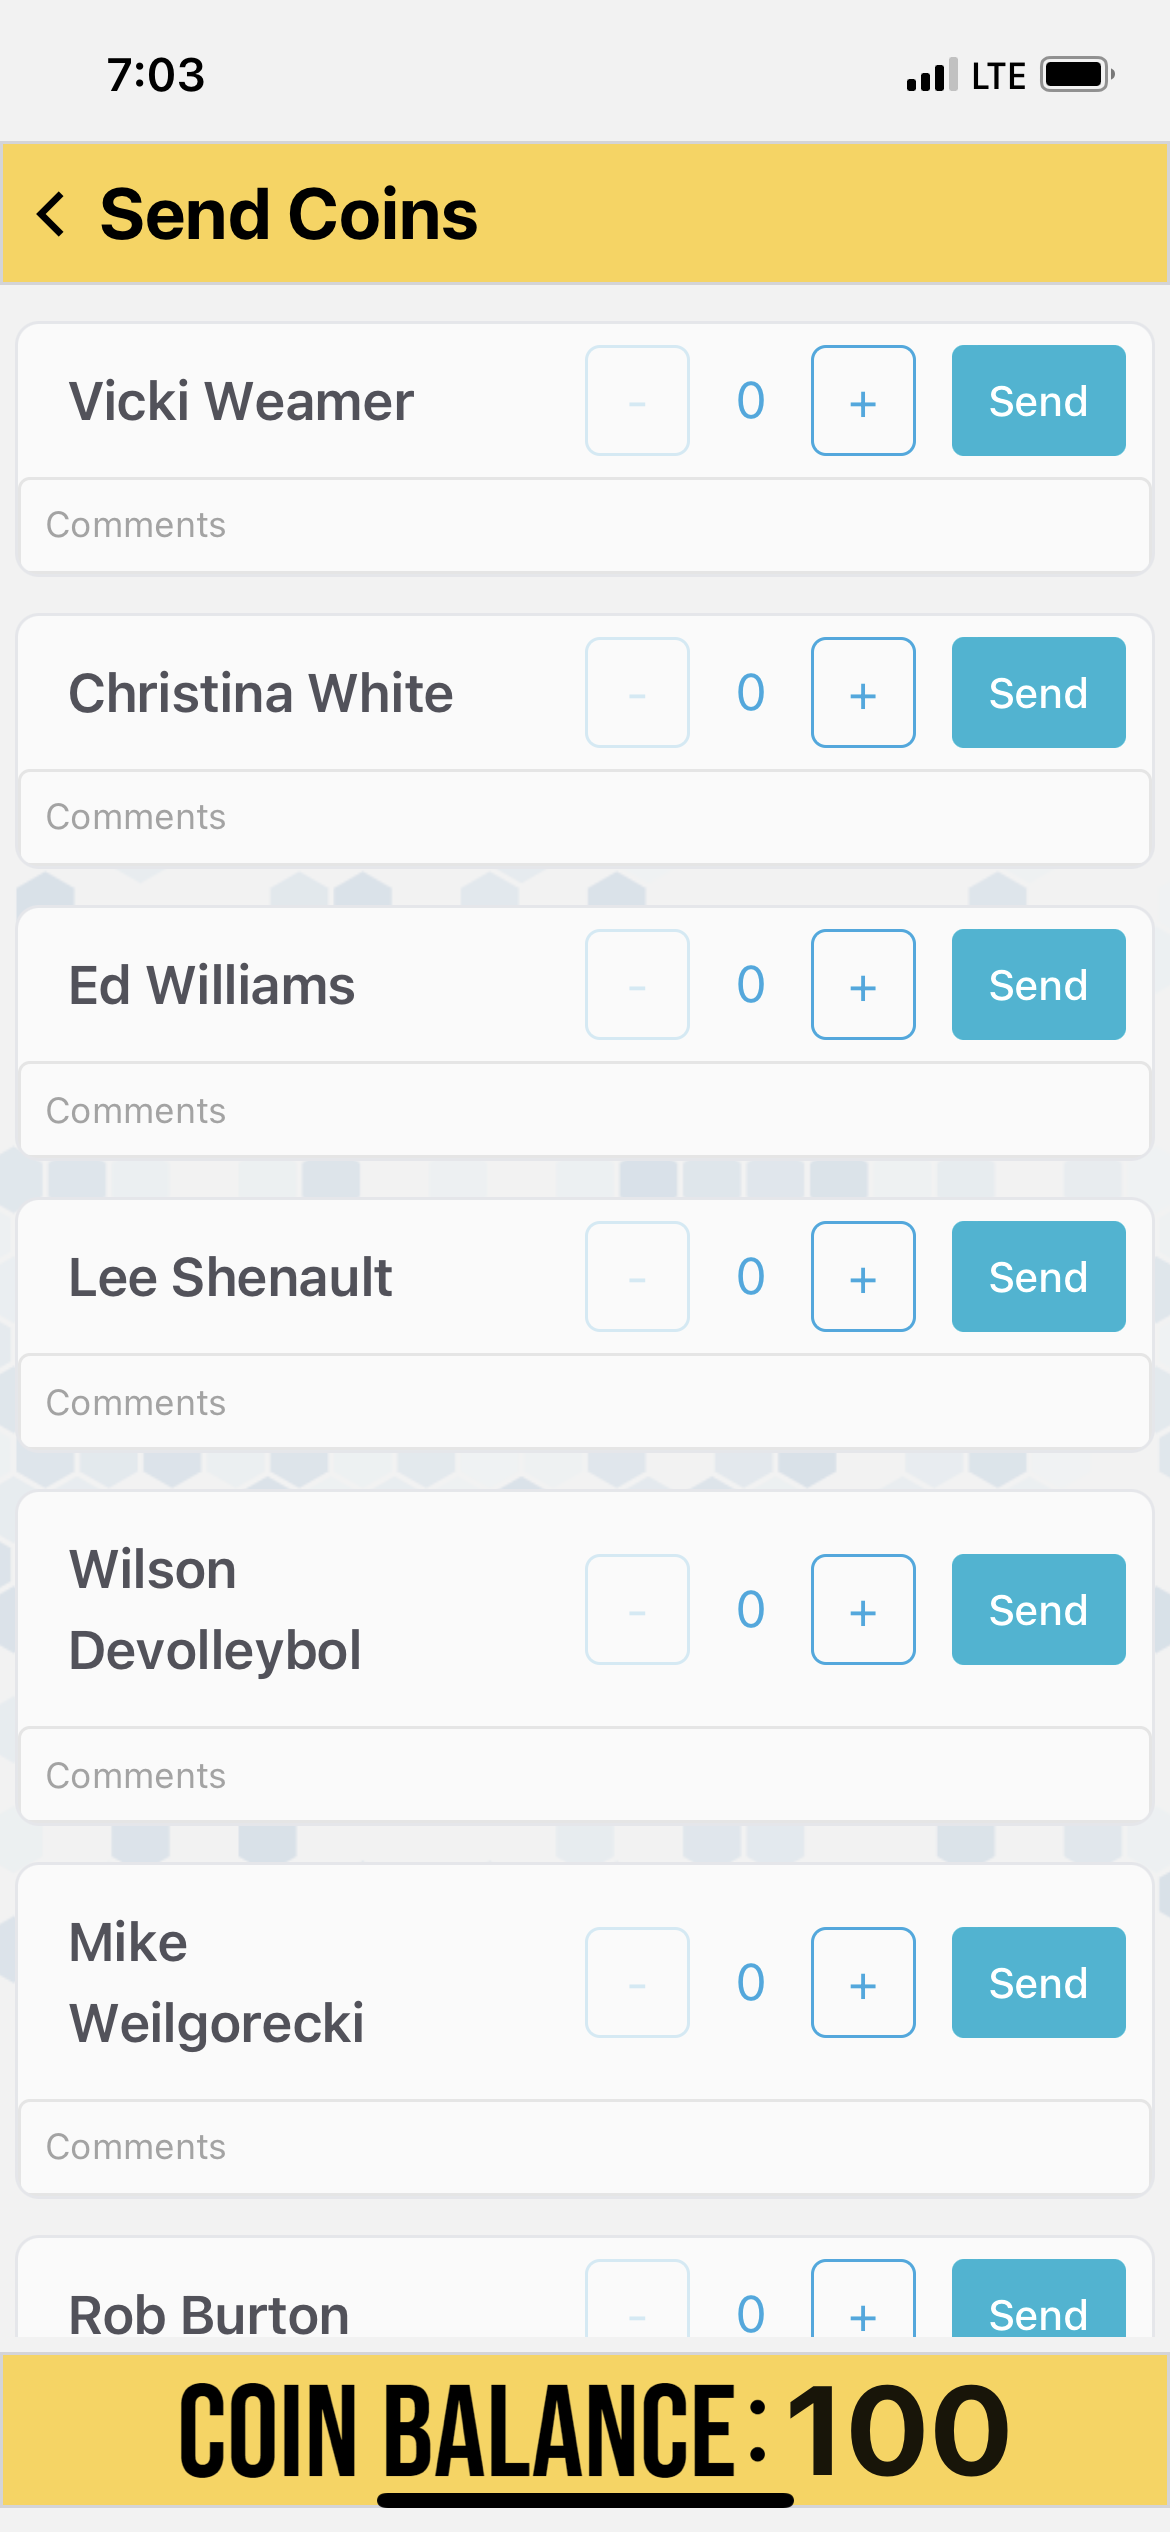 7:03 LTE
< Send Coins
Vicki Weamer - 0 + Send
Comments
Christina White - 0 + Send
Comments
Ed Williams - 0 + Send
Comments
Lee Shenault - 0 + Send
Comments
Wilson
Devolleybol - 0 + Send
Comments
Mike
Weilgorecki - 0 + Send
Comments
Rob Burton - 0 + Send
COIN BALANCE: 100